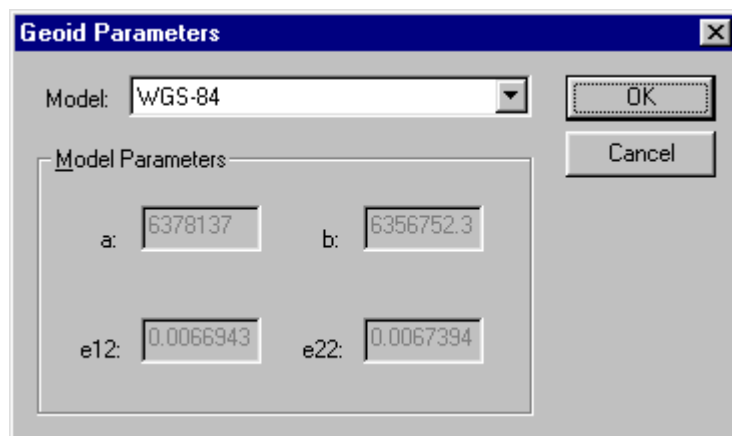 Geoid Parameters
Model: WGS-84
OK
Cancel
Model Parameters
a: 6378137 b: 6356752.3
e12: 0.0066943 e22: 0.0067394